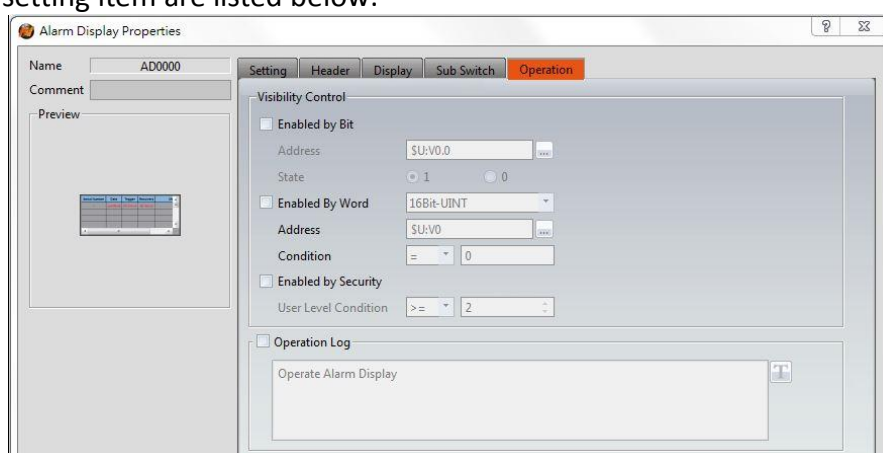 setting item are listed below:
Alarm Display Properties
Name AD0000
Comment
Preview
Setting Header Display Sub Switch Operation
Visibility Control
Enabled by Bit
Address $U:V0.0 ...
State 1 0
Enabled By Word 16Bit-UINT
Address $U:V0 ...
Condition = 0
Enabled by Security
User Level Condition >= 2
Operation Log
Operate Alarm Display
T